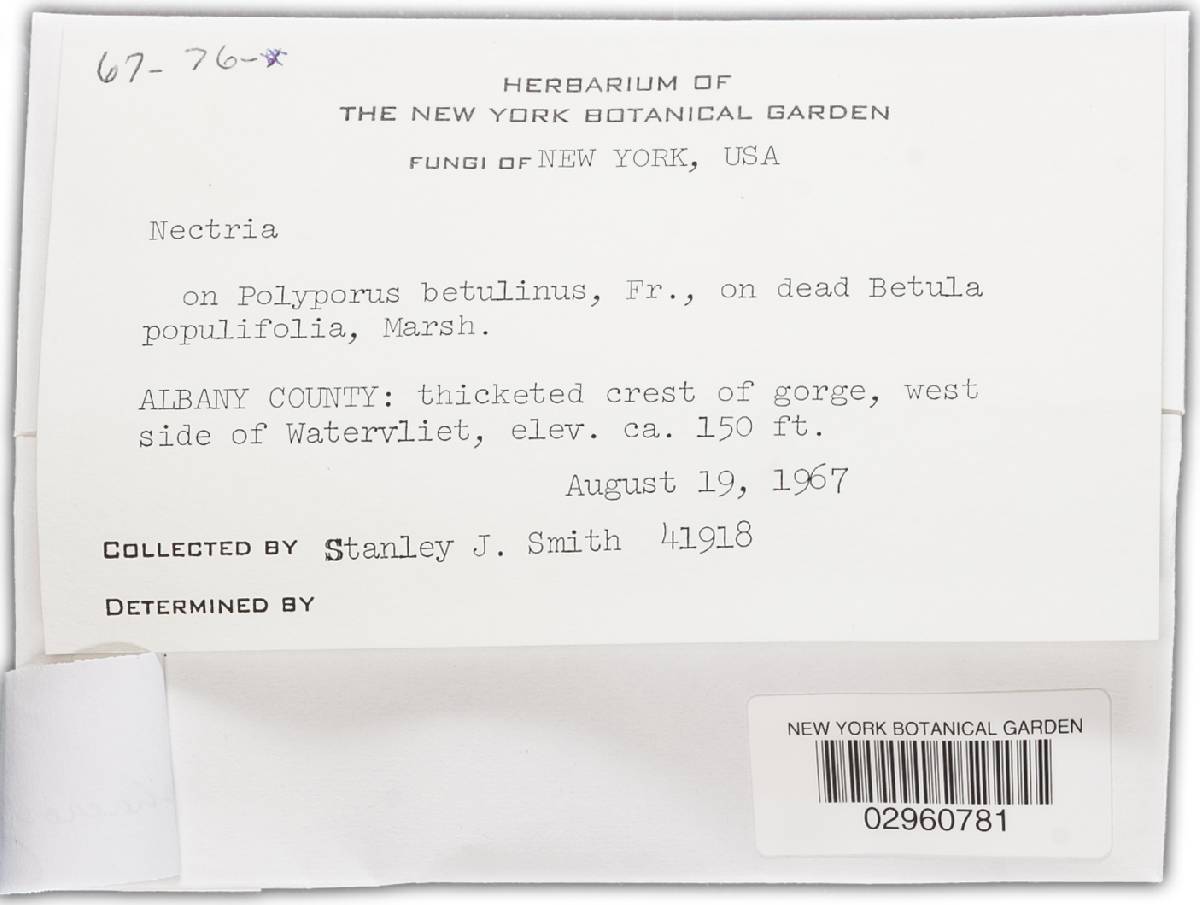 67-76-*
HERBARIUM OF
THE NEW YORK BOTANICAL GARDEN
FUNGI OF NEW YORK, USA
Nectria
on Polyporus betulinus, Fr., on dead Betula
populifolia, Marsh.
ALBANY COUNTY: thicketed crest of gorge, west
side of Watervliet, elev. ca. 150 ft.
August 19, 1967
COLLECTED BY Stanley J. Smith 41918
DETERMINED BY
NEW YORK BOTANICAL GARDEN
02960781